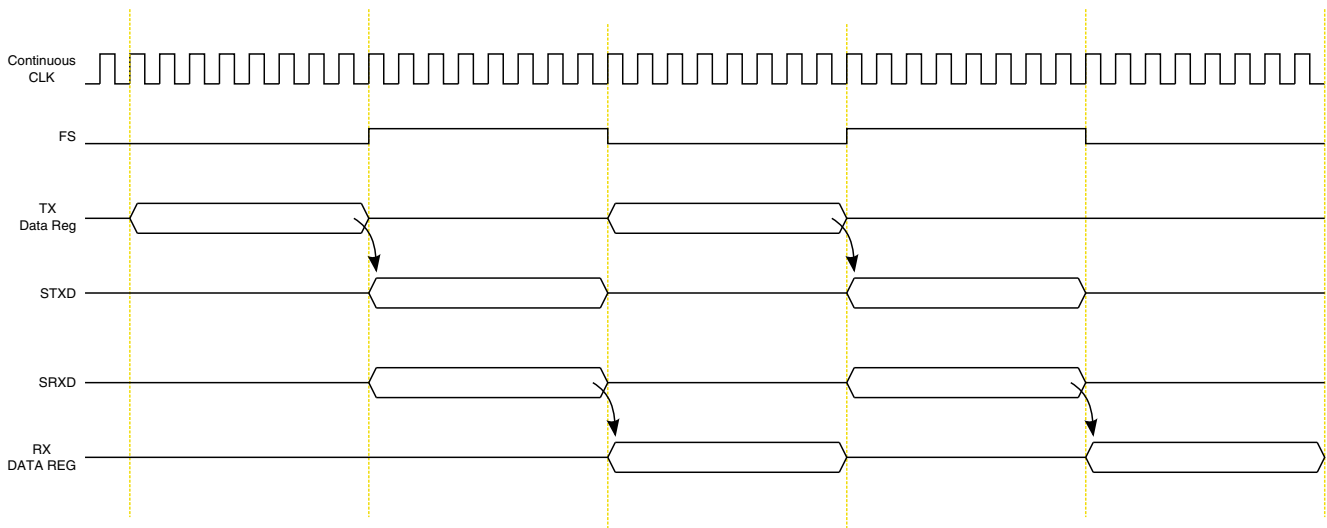 Continuous
CLK
FS
TX
Data Reg
STXD
SRXD
RX
DATA REG